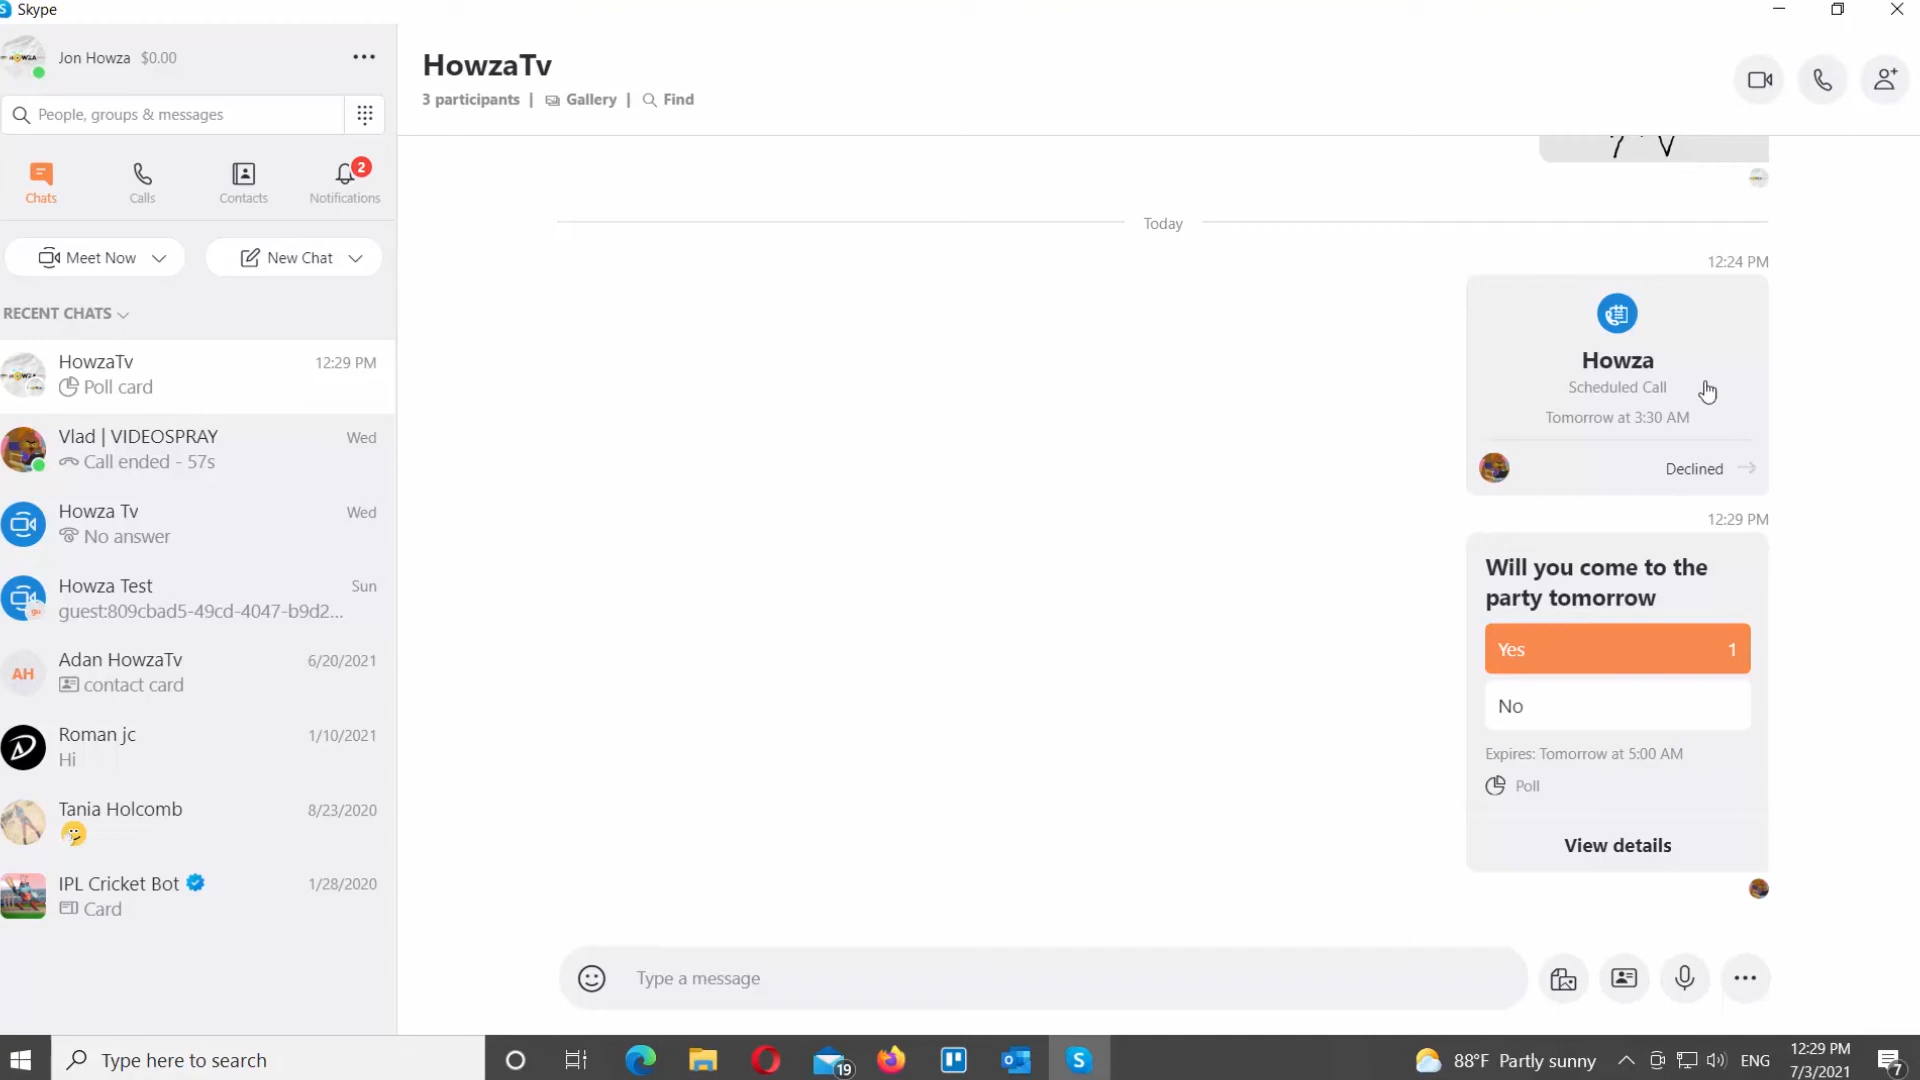 Skype
Jon Howza $0.00
People, groups & messages
Chats
Calls
Contacts
2
Notifications
Meet Now
New Chat
RECENT CHATS
HowzaTv 12:29 PM
Poll card
Vlad | VIDEOSPRAY Wed
Call ended - 57s
Howza Tv Wed
No answer
Howza Test Sun
guest:809cbad5-49cd-4047-b9d2...
AH
Adan HowzaTv 6/20/2021
contact card
Roman jc 1/10/2021
Hi
Tania Holcomb 8/23/2020
IPL Cricket Bot 1/28/2020
Card
HowzaTv
3 participants | Gallery | Find
Today
12:24 PM
Howza
Scheduled Call
Tomorrow at 3:30 AM
Declined
12:29 PM
Will you come to the
party tomorrow
Yes 1
No
Expires: Tomorrow at 5:00 AM
Poll
View details
Type a message
Type here to search
19
88°F Partly sunny
ENG
12:29 PM
7/3/2021
7